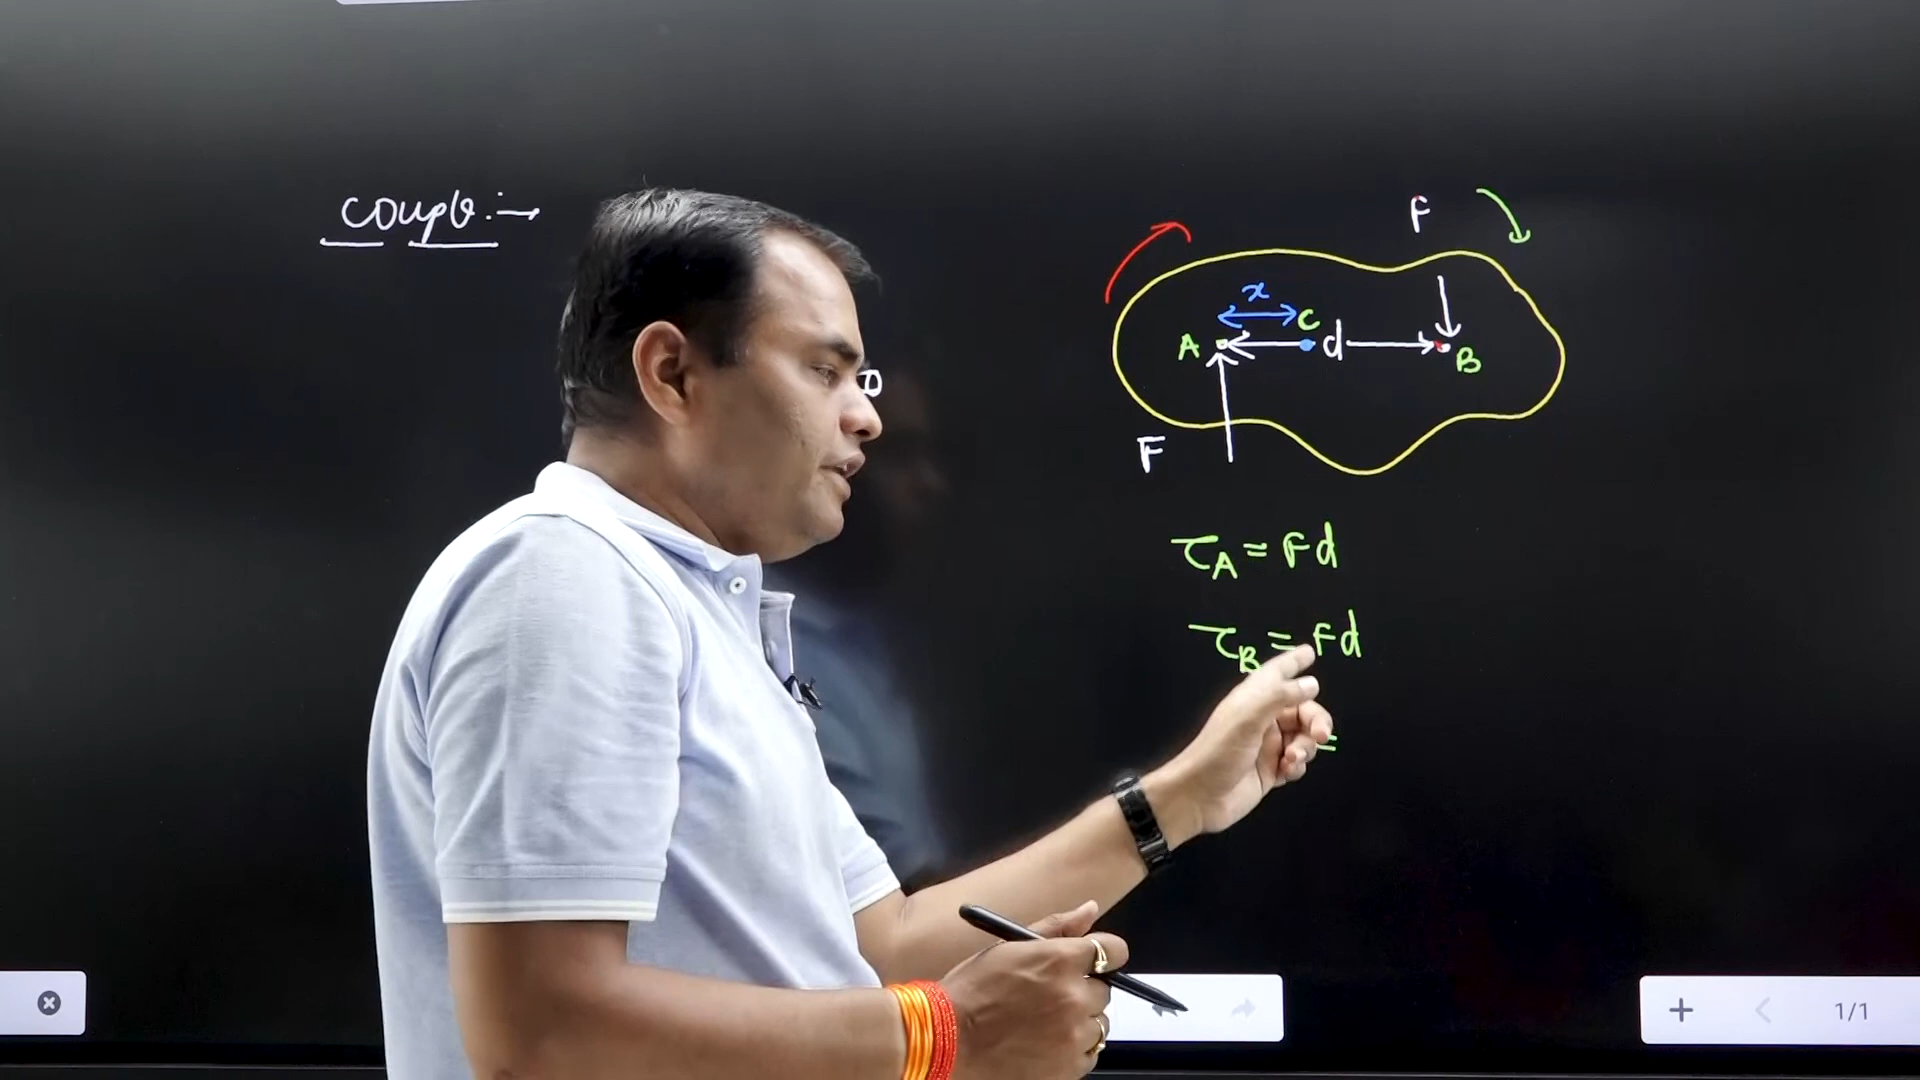 Couple :→
F
x
C
A
d
B
F
τA = Fd
τB = Fd
=
1/1